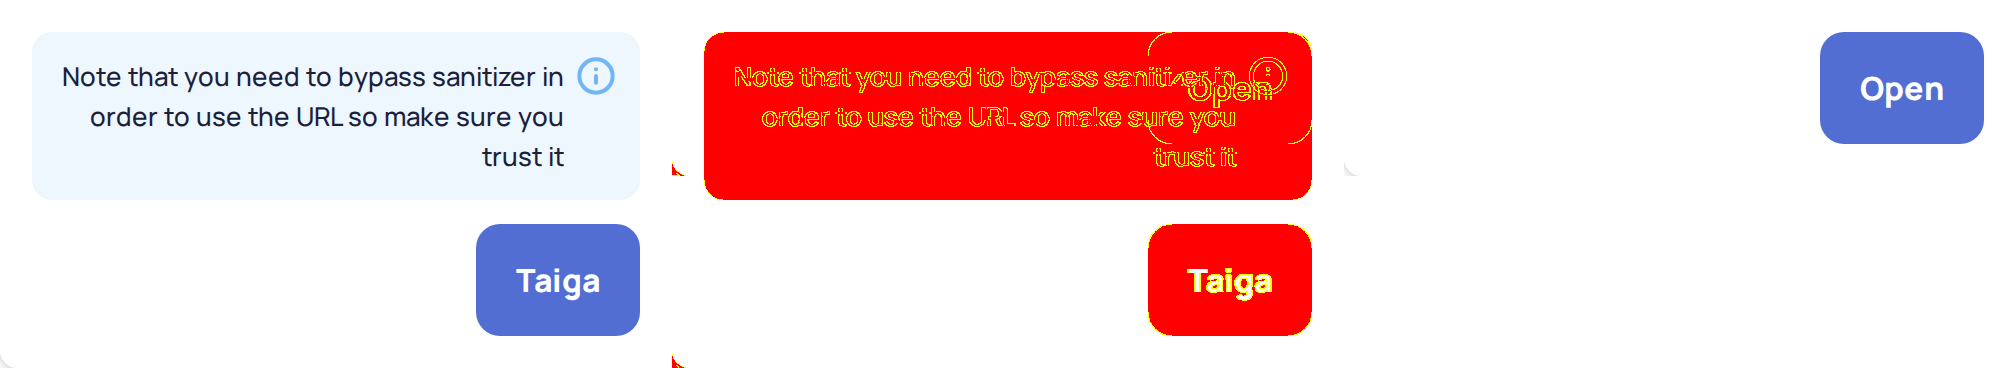 Note that you need to bypass sanitizer in
order to use the URL so make sure you
trust it
Taiga
Note that you need to bypass sanitizer in
Open
order to use the URL so make sure you
trust it
Taiga
Open